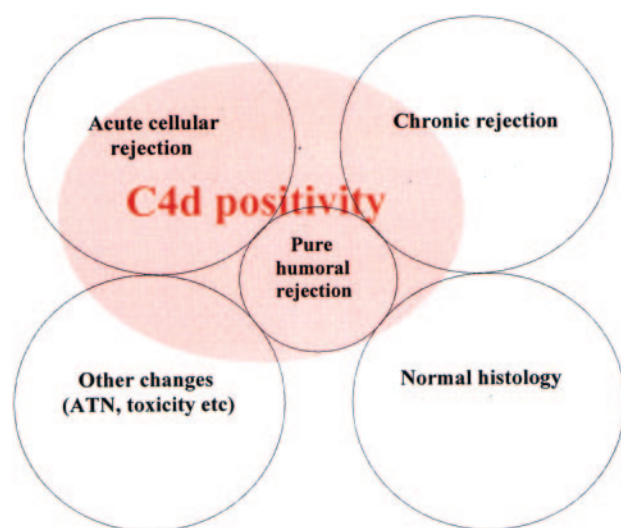 Acute cellular
rejection
Chronic rejection
C4d positivity
Pure
humoral
rejection
Other changes
(ATN, toxicity etc)
Normal histology